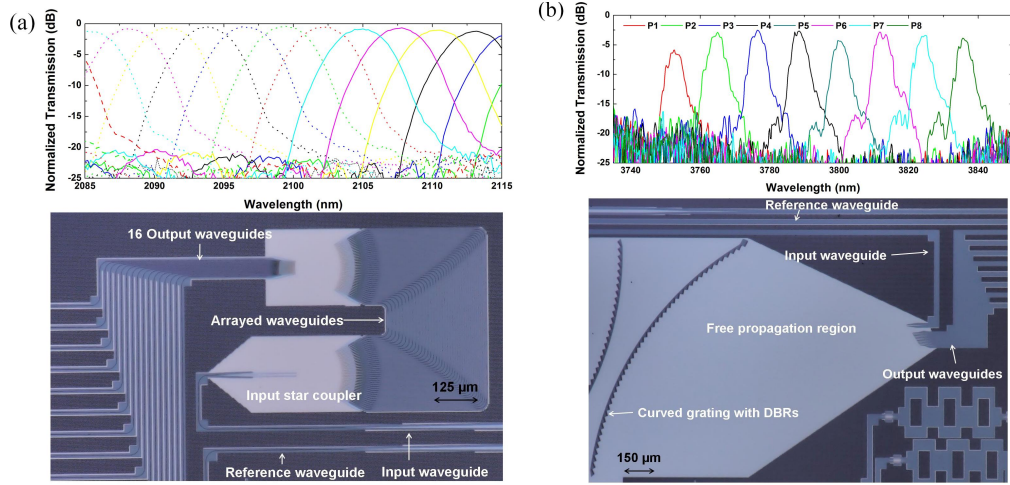 (a)
Normalized Transmission (dB)
0
-5
-10
-15
-20
-25
2085 2090 2095 2100 2105 2110 2115
Wavelength (nm)
16 Output waveguides
Arrayed waveguides
125 µm
Input star coupler
Reference waveguide
Input waveguide
(b)
Normalized Transmission (dB)
0
-5
-10
-15
-20
-25
P1 P2 P3 P4 P5 P6 P7 P8
3740 3760 3780 3800 3820 3840
Wavelength (nm)
Reference waveguide
Input waveguide
Free propagation region
Output waveguides
Curved grating with DBRs
150 µm